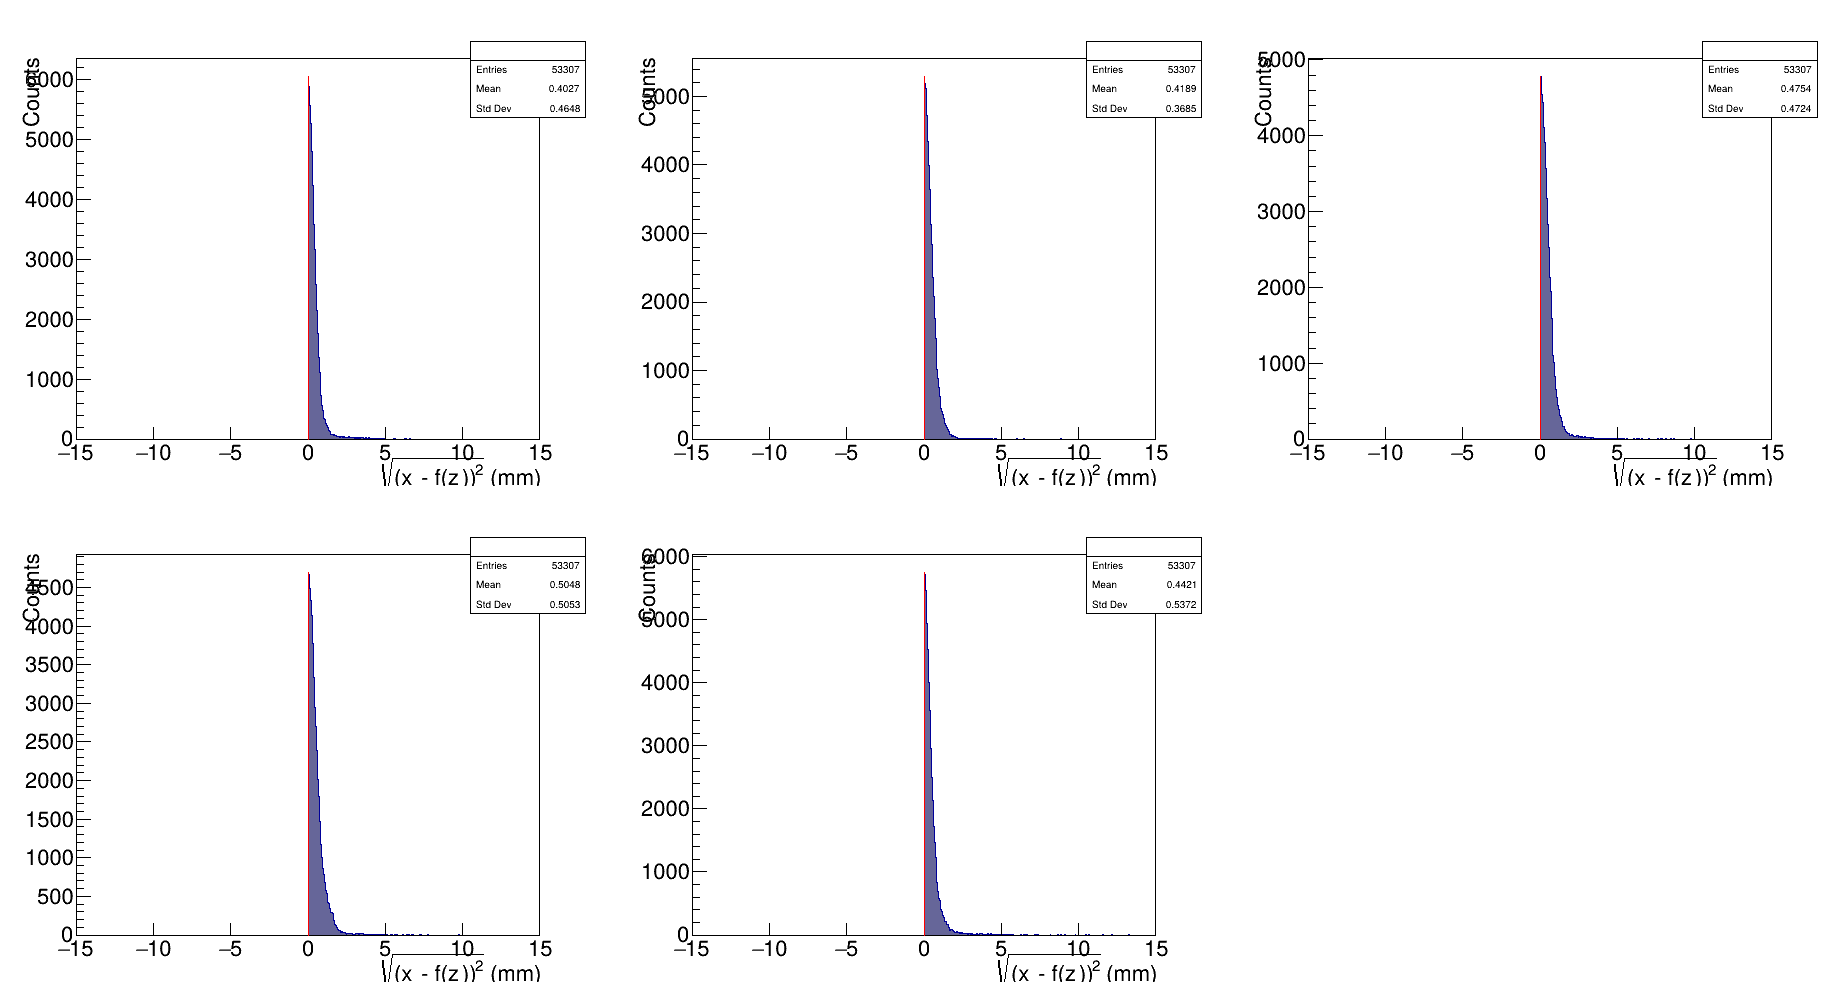 Counts
6000
5000
4000
3000
2000
1000
0
−15 −10 −5 0 5 10 15
√(x - f(z))² (mm)
Entries 53307
Mean 0.4027
Std Dev 0.4648
Counts
5000
4000
3000
2000
1000
0
−15 −10 −5 0 5 10 15
√(x - f(z))² (mm)
Entries 53307
Mean 0.4189
Std Dev 0.3685
Counts
5000
4000
3000
2000
1000
0
−15 −10 −5 0 5 10 15
√(x - f(z))² (mm)
Entries 53307
Mean 0.4754
Std Dev 0.4724
Counts
4500
4000
3500
3000
2500
2000
1500
1000
500
0
−15 −10 −5 0 5 10 15
√(x - f(z))² (mm)
Entries 53307
Mean 0.5048
Std Dev 0.5053
Counts
6000
5000
4000
3000
2000
1000
0
−15 −10 −5 0 5 10 15
√(x - f(z))² (mm)
Entries 53307
Mean 0.4421
Std Dev 0.5372